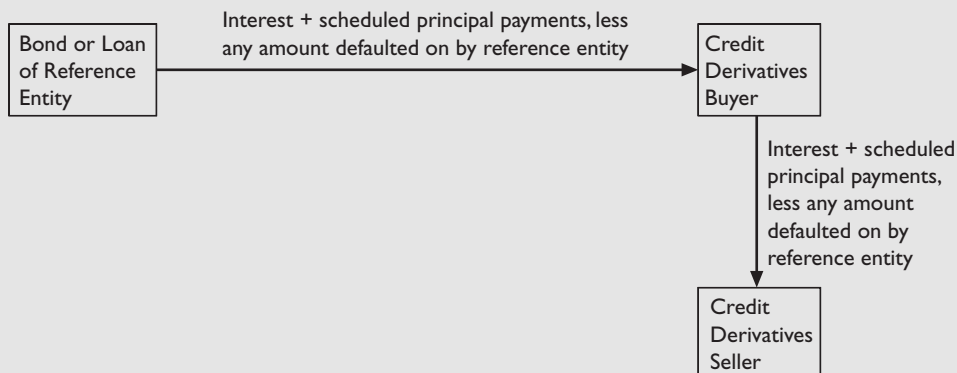 Interest + scheduled principal payments, less
any amount defaulted on by reference entity
Bond or Loan
of Reference
Entity
Credit
Derivatives
Buyer
Interest + scheduled
principal payments,
less any amount
defaulted on by
reference entity
Credit
Derivatives
Seller